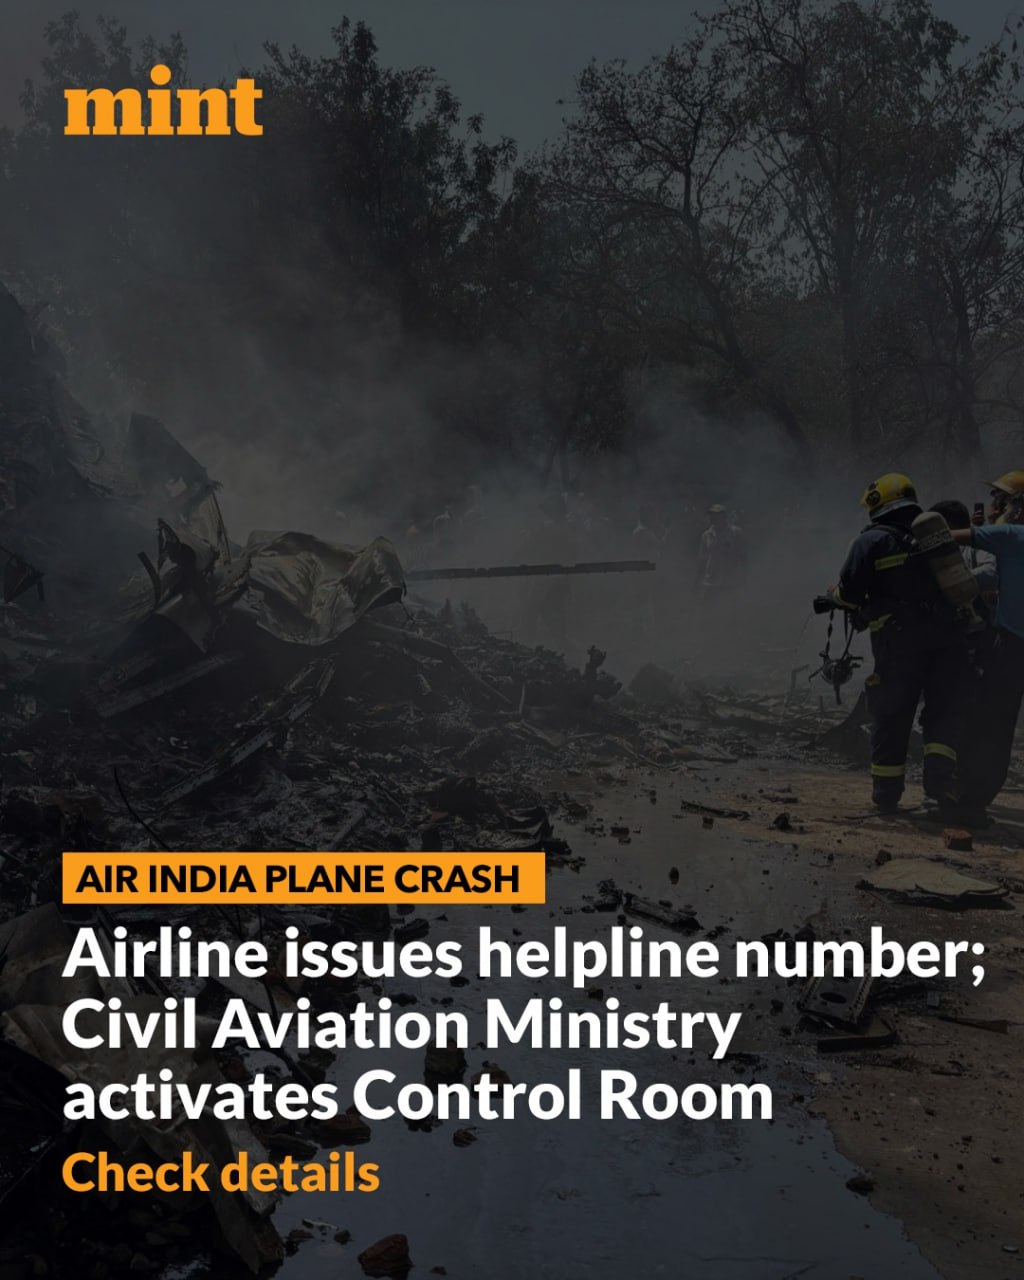 mint
AIR INDIA PLANE CRASH
Airline issues helpline number;
Civil Aviation Ministry
activates Control Room
Check details